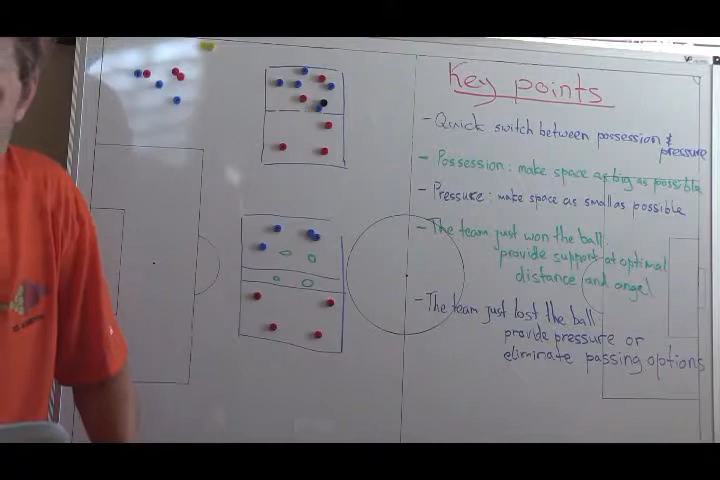 Key points
- Quick switch between possession &
pressure
- Possession: make space as big as possible
- Pressure: make space as small as possible
- The team just won the ball:
provide support at optimal
distance and angel
- The team just lost the ball
provide pressure or
eliminate passing options